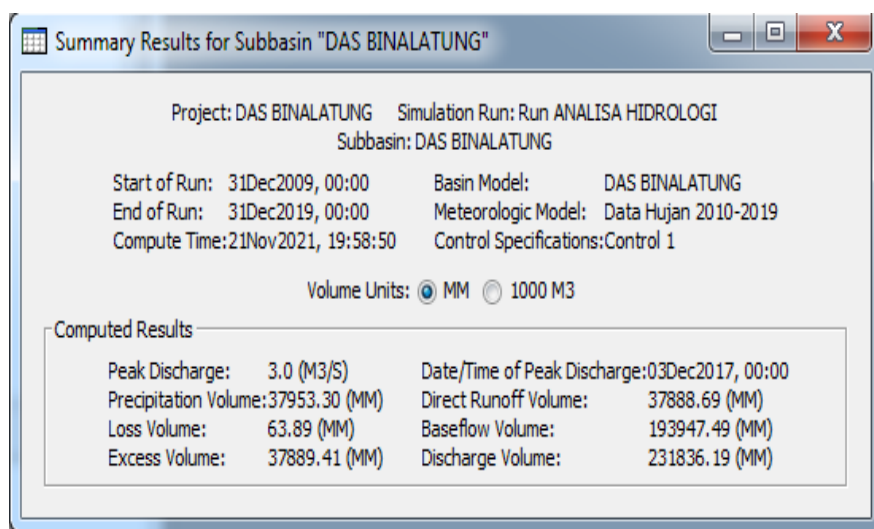 Summary Results for Subbasin "DAS BINALATUNG"
Project: DAS BINALATUNG Simulation Run: Run ANALISA HIDROLOGI
Subbasin: DAS BINALATUNG
Start of Run: 31Dec2009, 00:00 Basin Model: DAS BINALATUNG
End of Run: 31Dec2019, 00:00 Meteorologic Model: Data Hujan 2010-2019
Compute Time:21Nov2021, 19:58:50 Control Specifications:Control 1
Volume Units: MM 1000 M3
Computed Results
Peak Discharge: 3.0 (M3/S) Date/Time of Peak Discharge:03Dec2017, 00:00
Precipitation Volume:37953.30 (MM) Direct Runoff Volume: 37888.69 (MM)
Loss Volume: 63.89 (MM) Baseflow Volume: 193947.49 (MM)
Excess Volume: 37889.41 (MM) Discharge Volume: 231836.19 (MM)